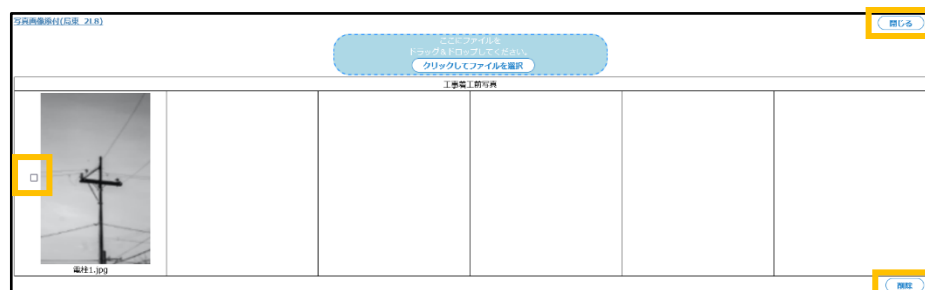 写真画像添付(局東 2L8)
閉じる
ここにファイルを
ドラッグ&ドロップしてください。
クリックしてファイルを選択
工事着工前写真
電柱1.jpg
削除